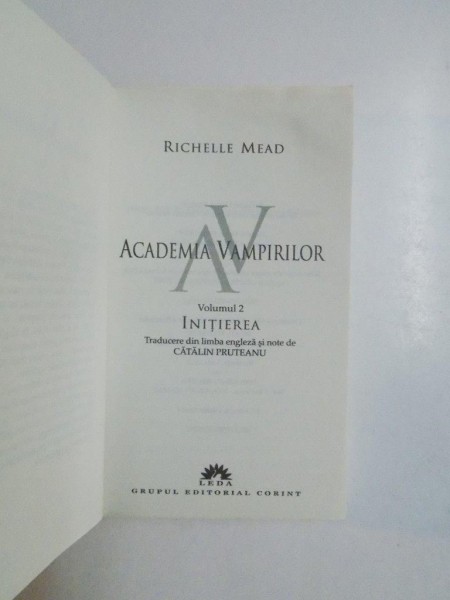 RICHELLE MEAD
AV
ACADEMIA VAMPIRILOR
Volumul 2
INIȚIEREA
Traducere din limba engleză și note de
CĂTĂLIN PRUTEANU
LEDA
GRUPUL EDITORIAL CORINT